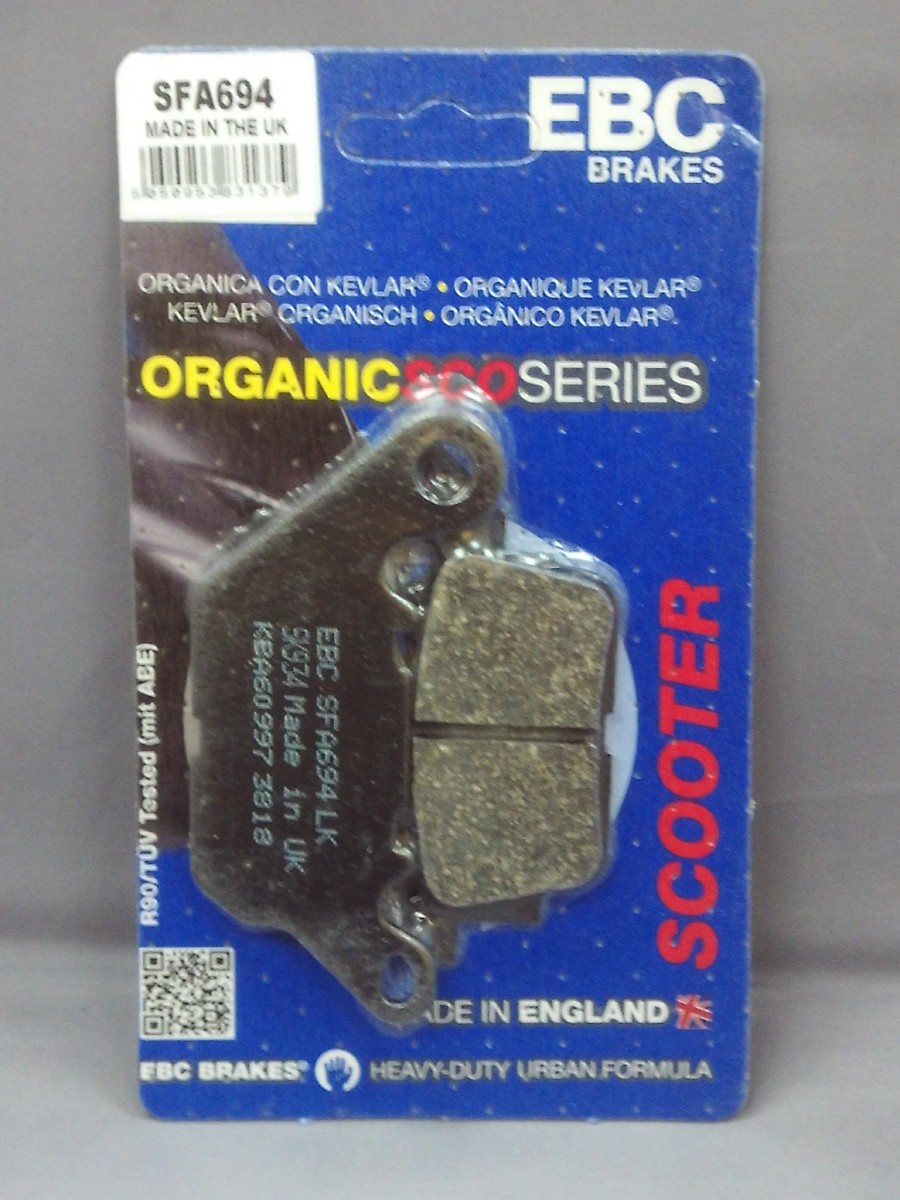 SFA694
MADE IN THE UK
5050953831370
EBC
BRAKES
ORGANICA CON KEVLAR® • ORGANIQUE KEVLAR®
KEVLAR® ORGANISCH • ORGÂNICO KEVLAR®.
ORGANICSCOSERIES
EBC SFA694 LK
Made in UK
KBA60997 3818
SCOOTER
R90/TÜV Tested (mit ABE)
ADE IN ENGLAND
EBC BRAKES® HEAVY-DUTY URBAN FORMULA